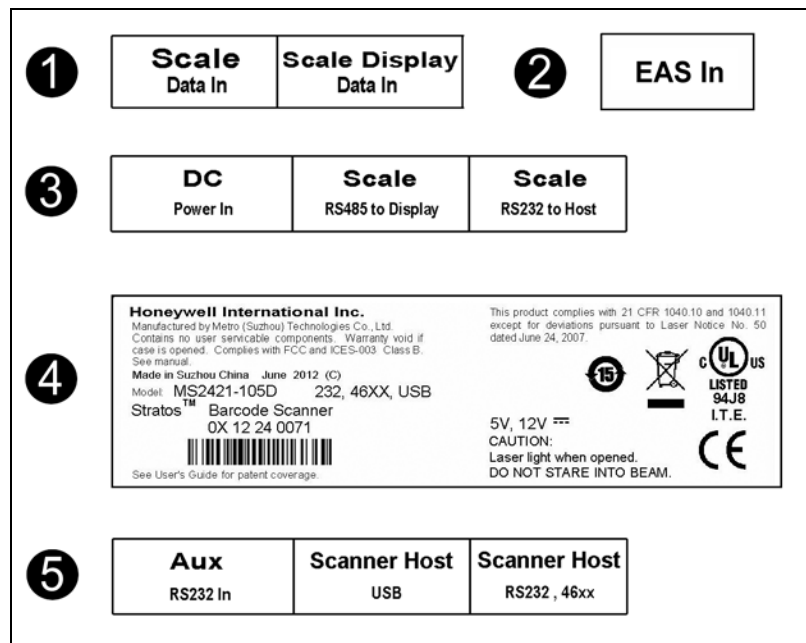 1
Scale
Data In
Scale Display
Data In
2
EAS In
3
DC
Power In
Scale
RS485 to Display
Scale
RS232 to Host
4
Honeywell International Inc.
Manufactured by Metro (Suzhou) Technologies Co., Ltd.
Contains no user servicable components. Warranty void if
case is opened. Complies with FCC and ICES-003 Class B.
See manual.
Made in Suzhou China June 2012 (C)
Model: MS2421-105D 232, 46XX, USB
Stratos™ Barcode Scanner
0X 12 24 0071
See User's Guide for patent coverage.
This product complies with 21 CFR 1040.10 and 1040.11
except for deviations pursuant to Laser Notice No. 50
dated June 24, 2007.
15
C UL US
LISTED
94J8
I.T.E.
5V, 12V
CAUTION:
Laser light when opened.
DO NOT STARE INTO BEAM.
CE
5
Aux
RS232 In
Scanner Host
USB
Scanner Host
RS232 , 46xx